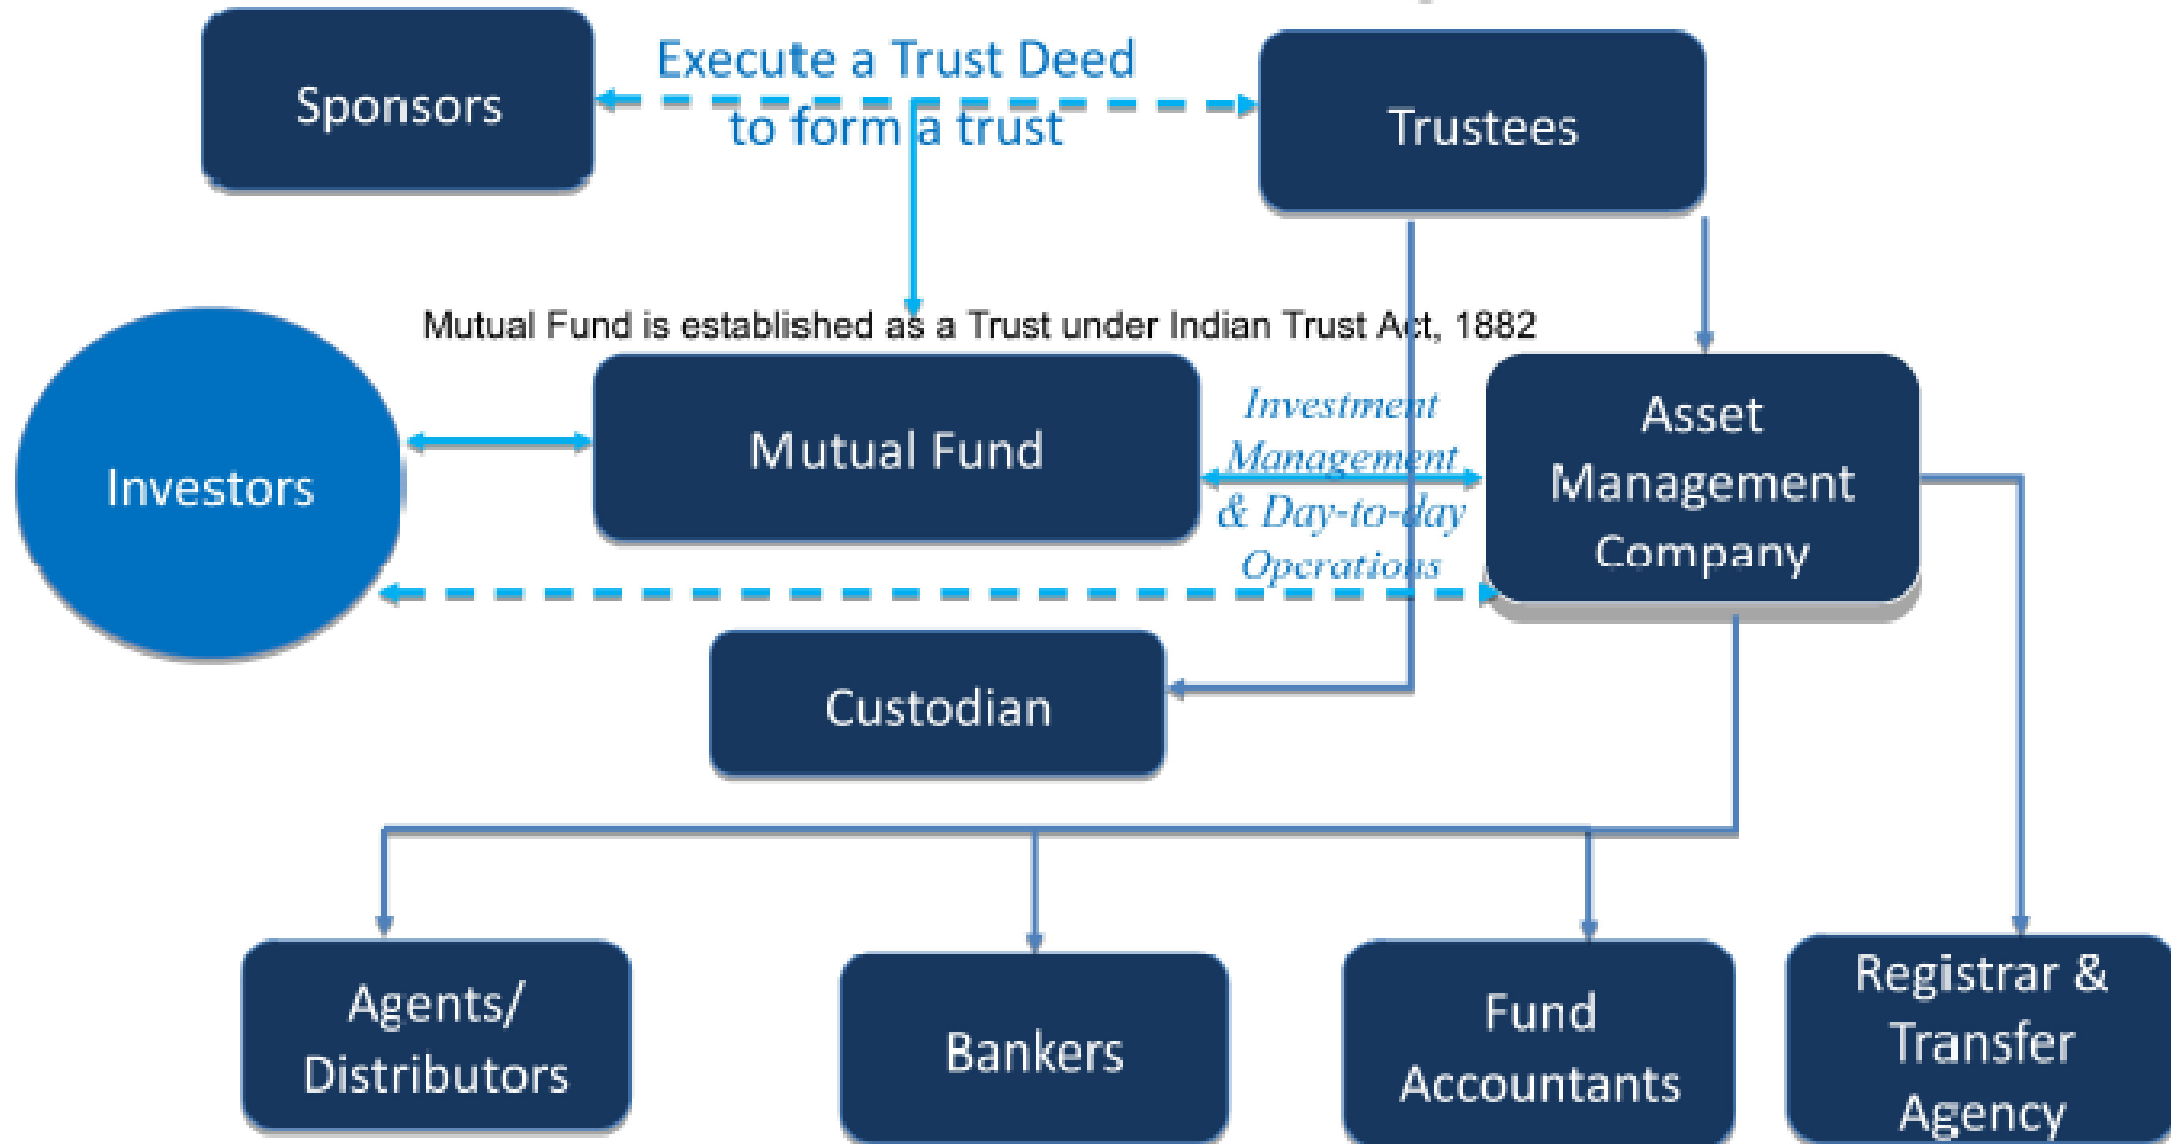 Sponsors
Execute a Trust Deed
to form a trust
Trustees
Mutual Fund is established as a Trust under Indian Trust Act, 1882
Investors
Mutual Fund
Investment
Management
& Day-to-day
Operations
Asset
Management
Company
Custodian
Agents/
Distributors
Bankers
Fund
Accountants
Registrar &
Transfer
Agency